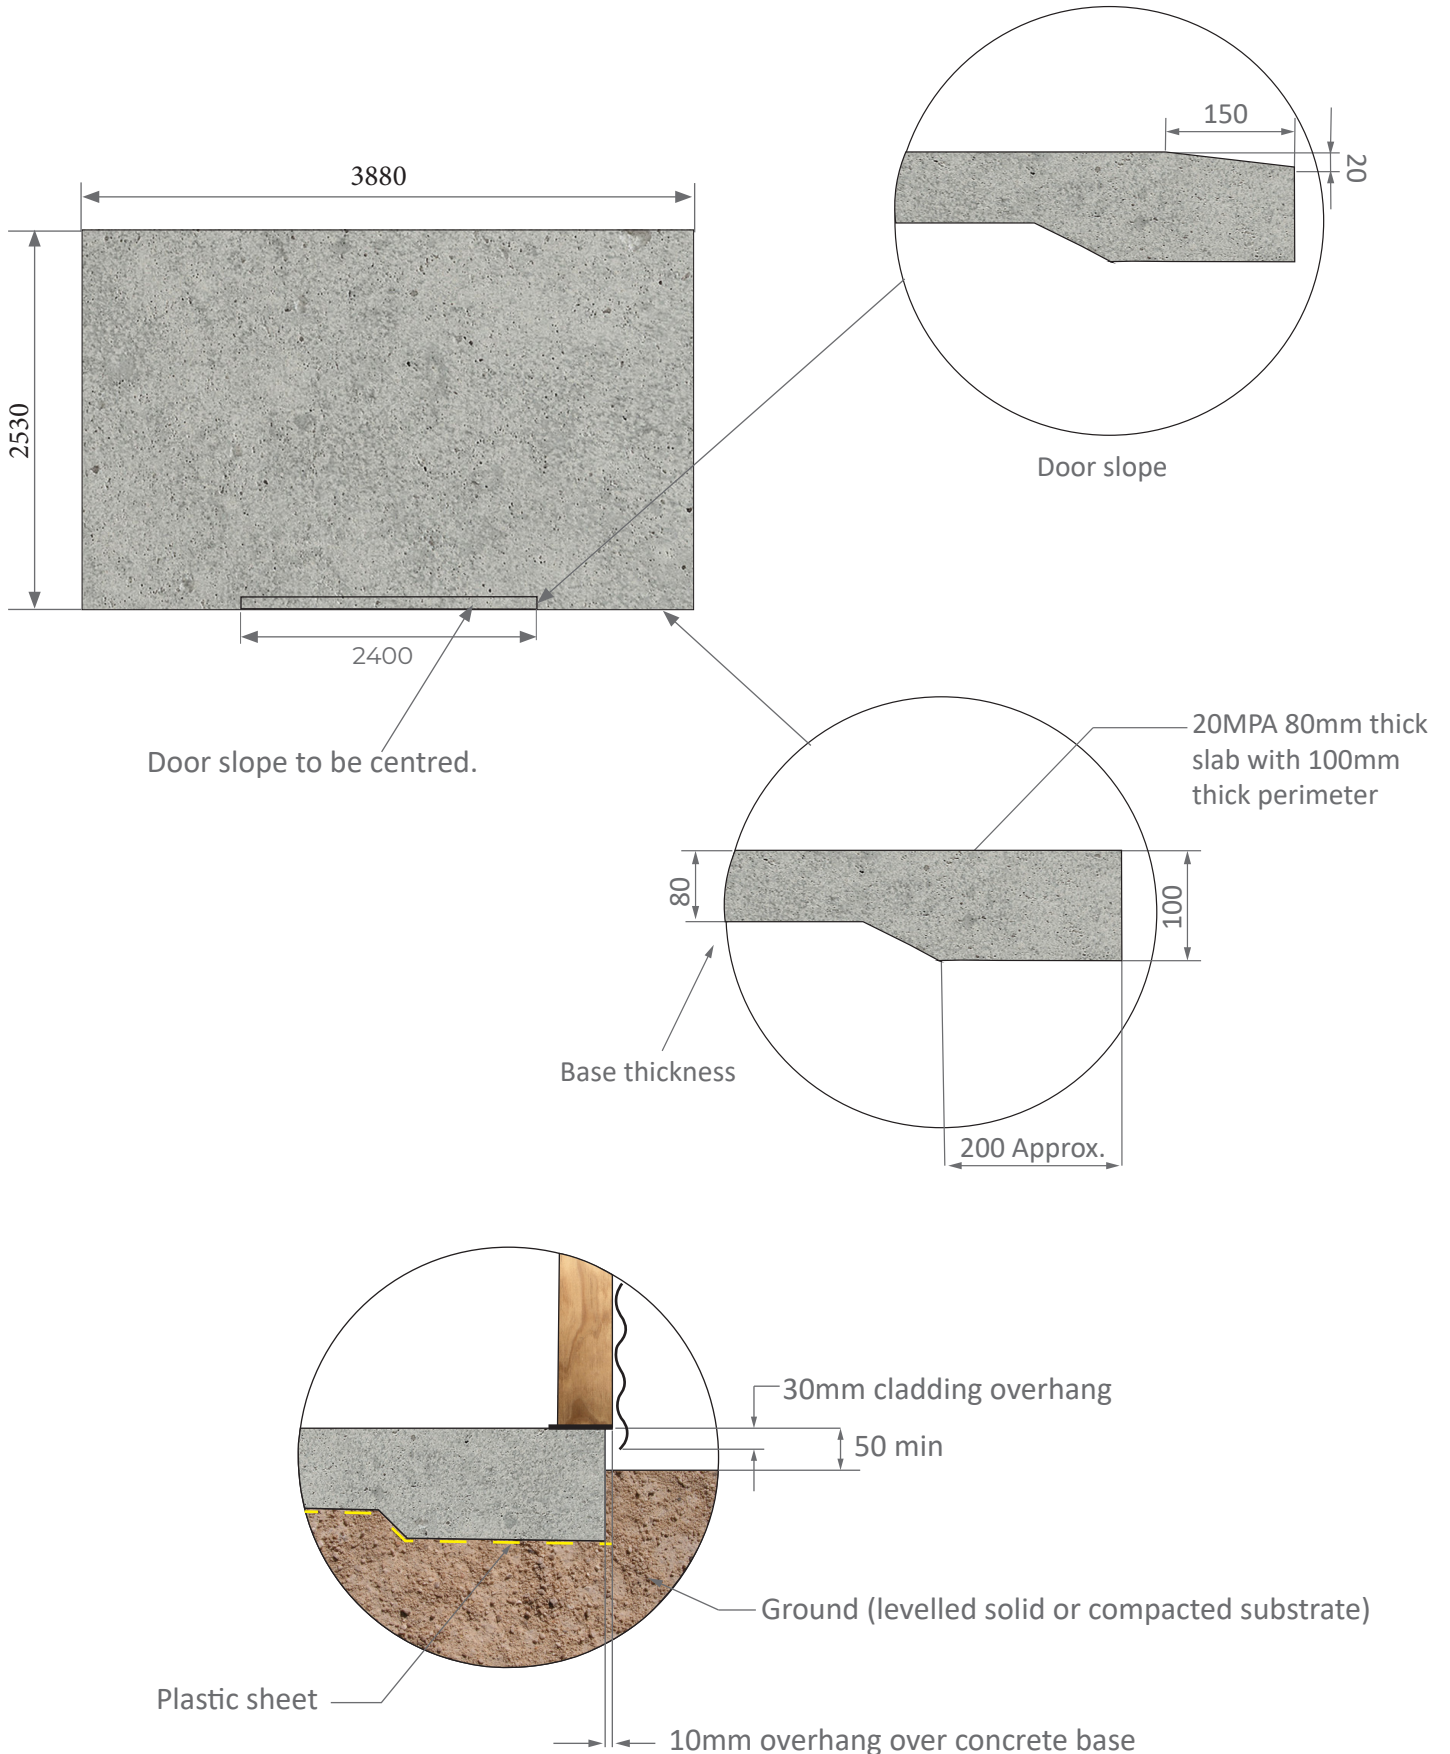 150
20
3880
2530
Door slope
2400
Door slope to be centred.
20MPA 80mm thick
slab with 100mm
thick perimeter
80
100
Base thickness
200 Approx.
30mm cladding overhang
50 min
Ground (levelled solid or compacted substrate)
Plastic sheet
10mm overhang over concrete base